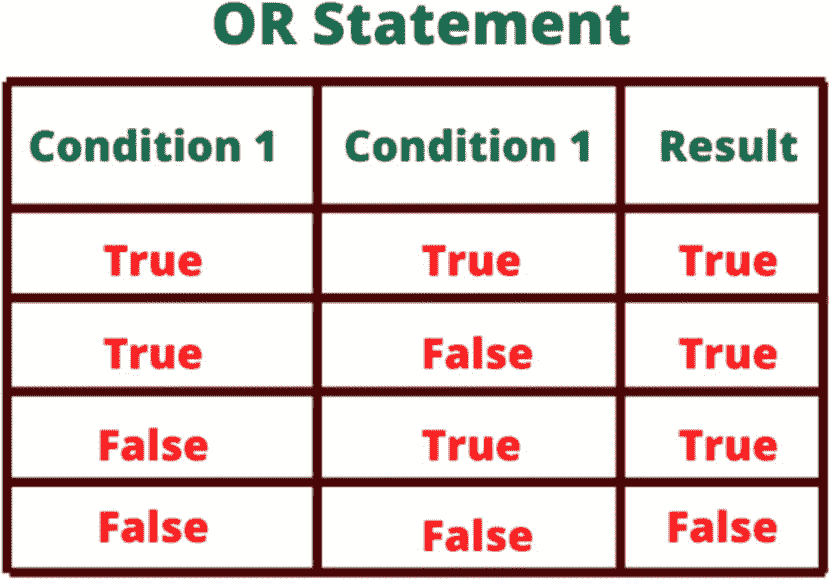 OR Statement
Condition 1 Condition 1 Result
True True True
True False True
False True True
False False False